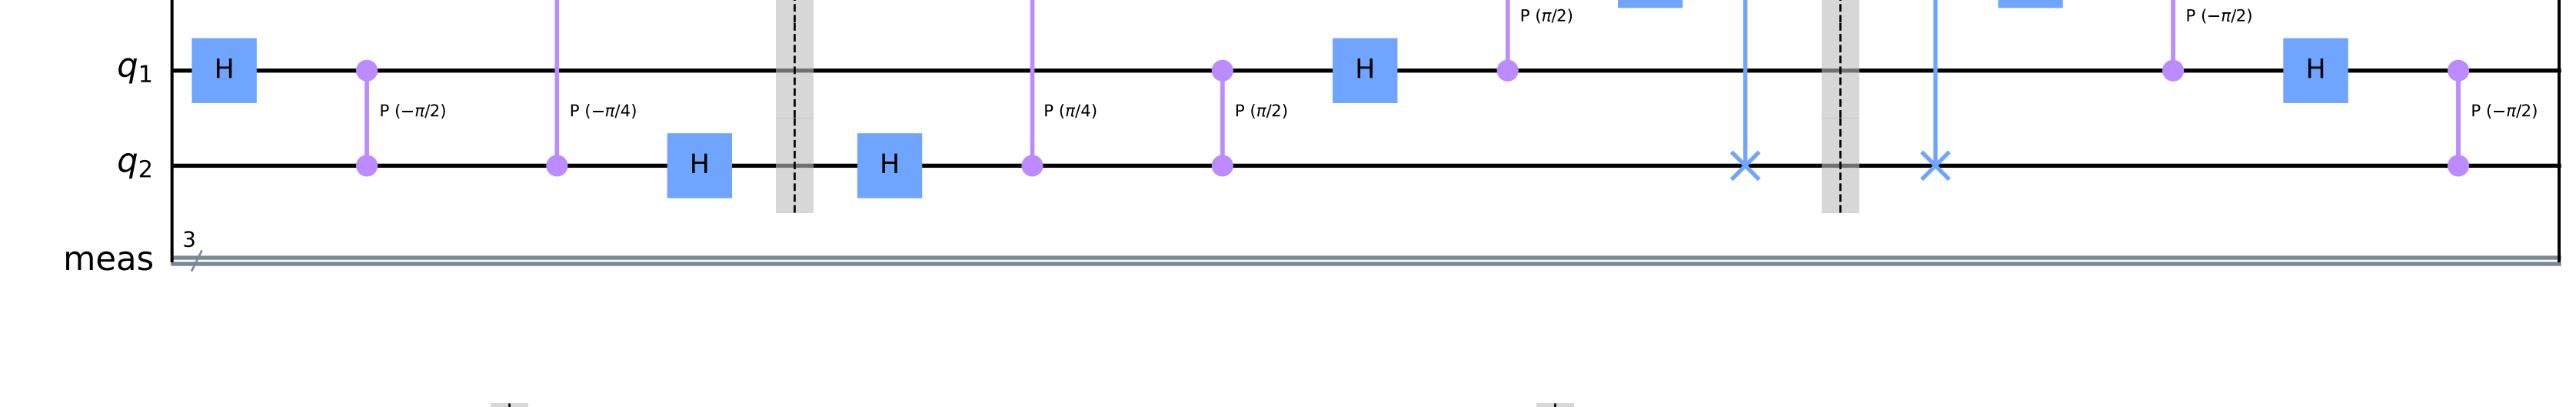 P (π/2) P (−π/2)
q1 H H H
P (−π/2) P (−π/4) P (π/4) P (π/2) P (−π/2)
q2 H H
3
meas